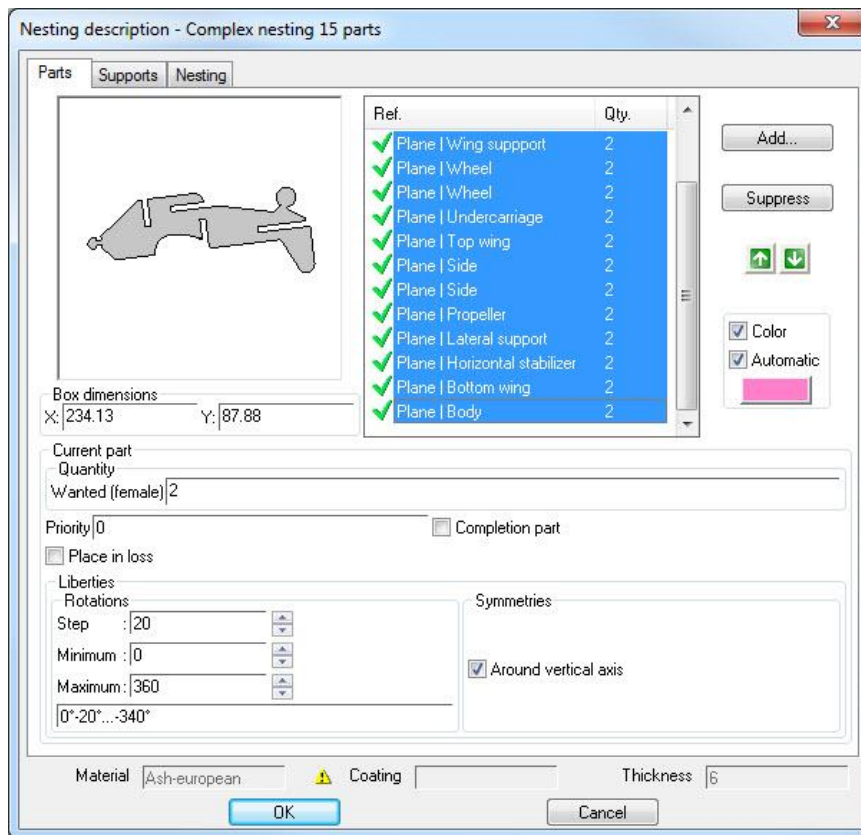 Nesting description - Complex nesting 15 parts
Parts Supports Nesting
Ref. Qty.
Plane | Wing suppport 2
Plane | Wheel 2
Plane | Wheel 2
Plane | Undercarriage 2
Plane | Top wing 2
Plane | Side 2
Plane | Side 2
Plane | Propeller 2
Plane | Lateral support 2
Plane | Horizontal stabilizer 2
Plane | Bottom wing 2
Plane | Body 2
Add...
Suppress
Color
Automatic
Box dimensions
X: 234.13 Y: 87.88
Current part
Quantity
Wanted (female) 2
Priority 0 Completion part
Place in loss
Liberties
Rotations Symmetries
Step : 20
Minimum : 0
Around vertical axis
Maximum : 360
0°-20°...-340°
Material Ash-european Coating Thickness 6
OK Cancel